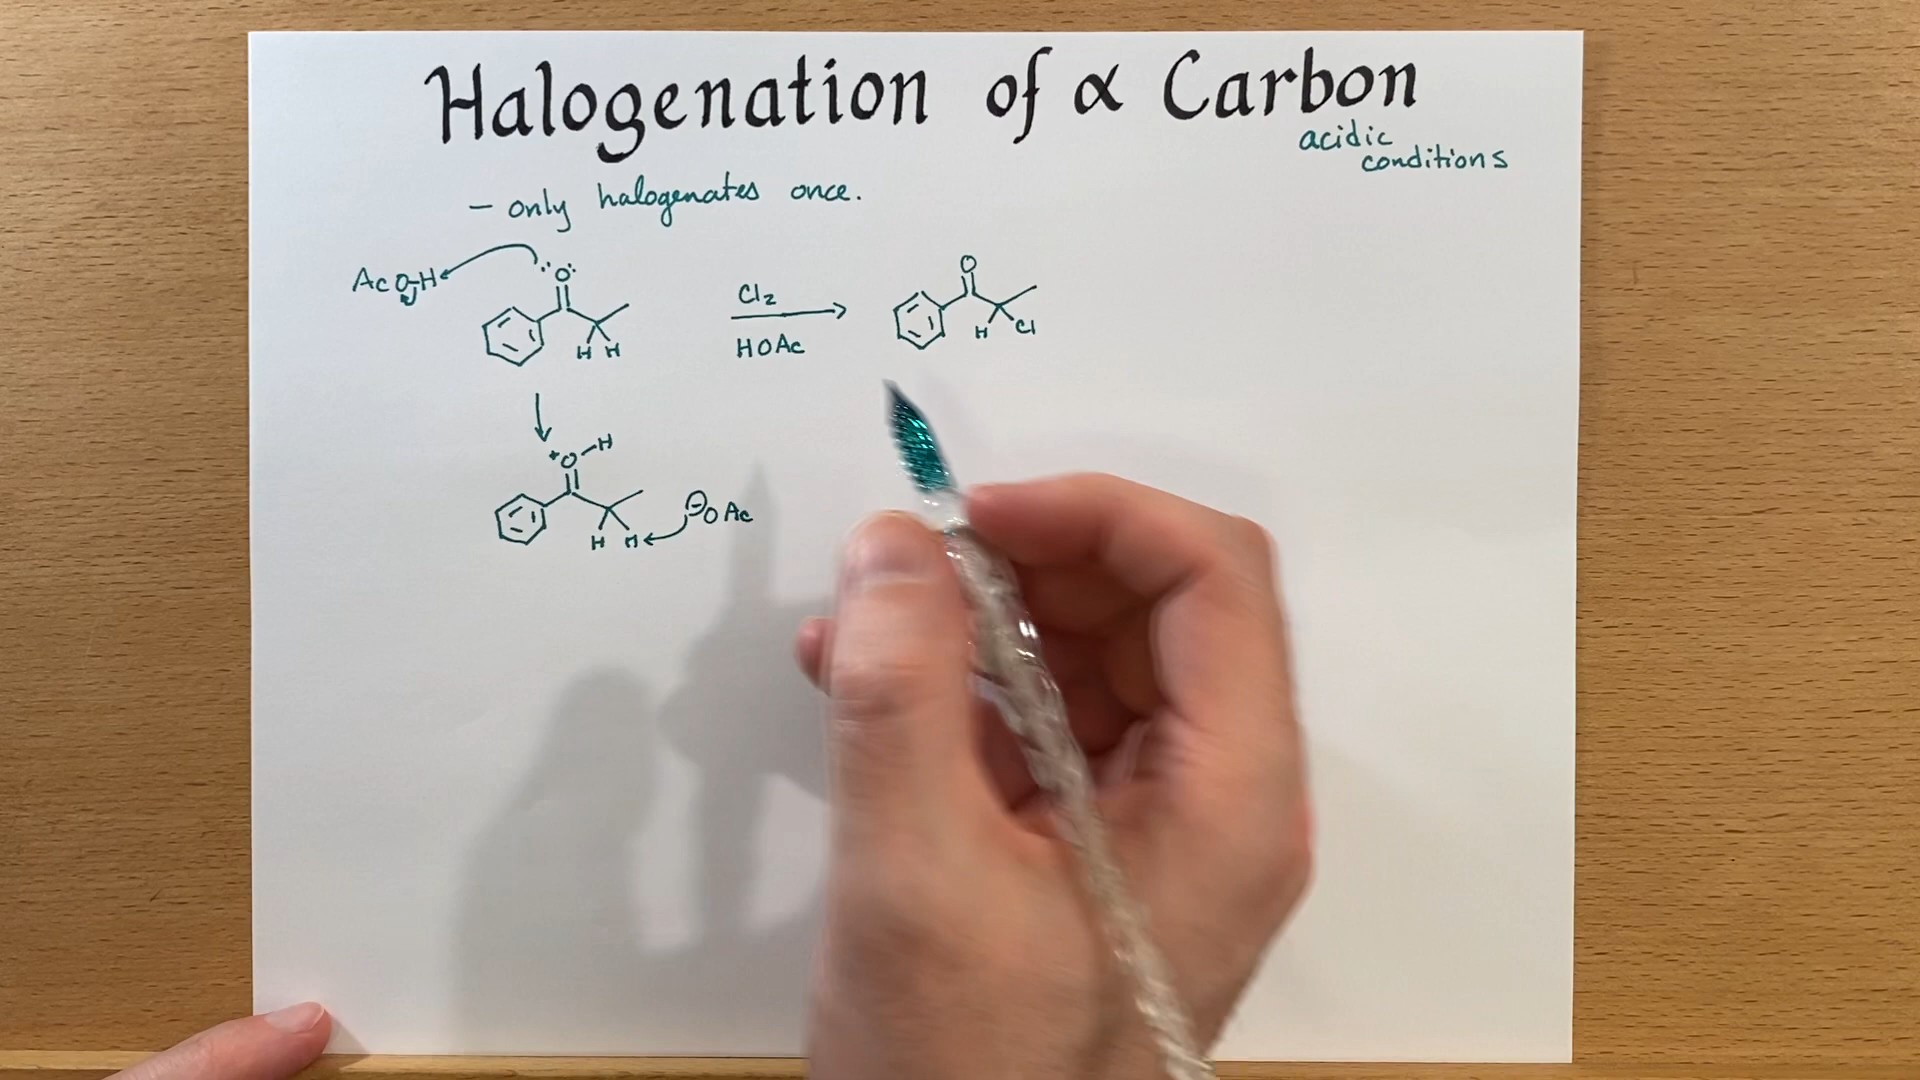 Halogenation of α Carbon
acidic
conditions
- only halogenates once.
AcO-H
O
H H
Cl₂
HOAc
O
H Cl
+O-H
H H
⊖OAc